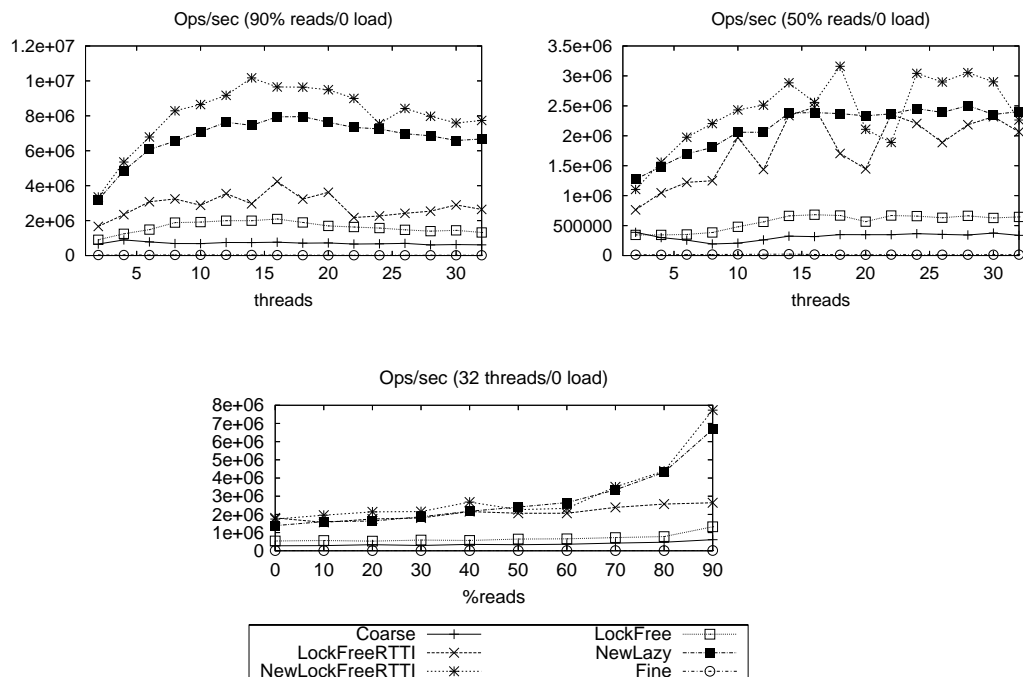 Ops/sec (90% reads/0 load)
1.2e+07
1e+07
8e+06
6e+06
4e+06
2e+06
0
5 10 15 20 25 30
threads
Ops/sec (50% reads/0 load)
3.5e+06
3e+06
2.5e+06
2e+06
1.5e+06
1e+06
500000
0
5 10 15 20 25 30
threads
Ops/sec (32 threads/0 load)
8e+06
7e+06
6e+06
5e+06
4e+06
3e+06
2e+06
1e+06
0
0 10 20 30 40 50 60 70 80 90
%reads
Coarse
LockFreeRTTI
NewLockFreeRTTI
LockFree
NewLazy
Fine